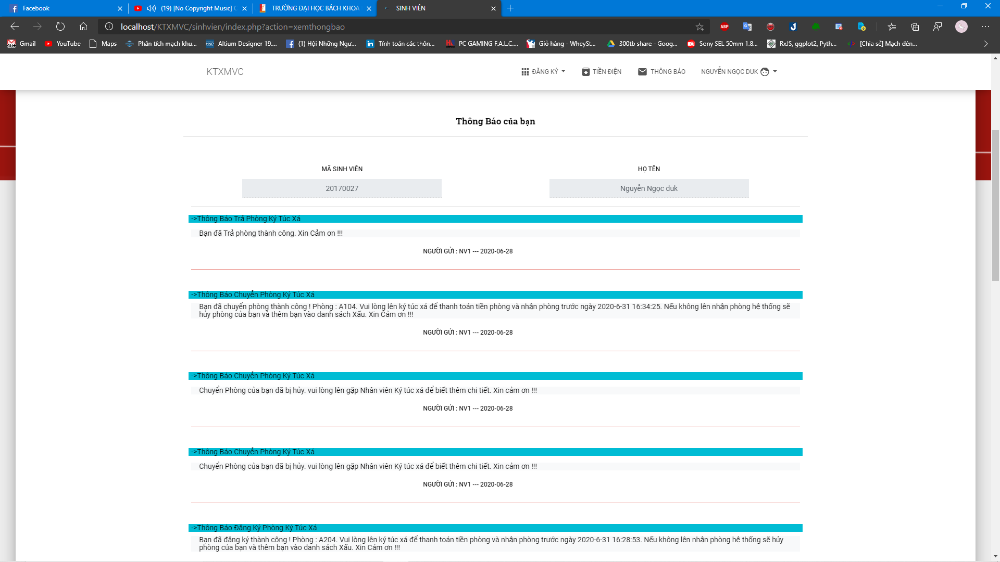 Facebook
(19) [No Copyright Music] C
TRƯỜNG ĐẠI HỌC BÁCH KHOA
SINH VIÊN
localhost/KTXMVC/sinhvien/index.php?action=xemthongbao
ABP
Gmail
YouTube
Maps
Phân tích mạch khu...
Altium Designer 19....
(1) Hội Những Ngư...
Tính toán các thôn...
PC GAMING F.A.L.C....
Giỏ hàng - WheySt...
300tb share - Goog...
Sony SEL 50mm 1.8...
RxJS, ggplot2, Pyth...
[Chia sẻ] Mạch đèn...
KTXMVC
ĐĂNG KÝ
TIỀN ĐIỆN
THÔNG BÁO
NGUYỄN NGỌC DUK
Thông Báo của bạn
MÃ SINH VIÊN
HỌ TÊN
20170027
Nguyễn Ngọc duk
->Thông Báo Trả Phòng Ký Túc Xá
Bạn đã Trả phòng thành công. Xin Cảm ơn !!!
NGƯỜI GỬI : NV1 --- 2020-06-28
->Thông Báo Chuyển Phòng Ký Túc Xá
Bạn đã chuyển phòng thành công ! Phòng : A104. Vui lòng lên ký túc xá để thanh toán tiền phòng và nhận phòng trước ngày 2020-6-31 16:34:25. Nếu không lên nhận phòng hệ thống sẽ
hủy phòng của bạn và thêm bạn vào danh sách Xấu. Xin Cảm ơn !!!
NGƯỜI GỬI : NV1 --- 2020-06-28
->Thông Báo Chuyển Phòng Ký Túc Xá
Chuyển Phòng của bạn đã bị hủy. vui lòng lên gặp Nhân viên Ký túc xá để biết thêm chi tiết. Xin cảm ơn !!!
NGƯỜI GỬI : NV1 --- 2020-06-28
->Thông Báo Chuyển Phòng Ký Túc Xá
Chuyển Phòng của bạn đã bị hủy. vui lòng lên gặp Nhân viên Ký túc xá để biết thêm chi tiết. Xin cảm ơn !!!
NGƯỜI GỬI : NV1 --- 2020-06-28
->Thông Báo Đăng Ký Phòng Ký Túc Xá
Bạn đã đăng ký thành công ! Phòng : A204. Vui lòng lên ký túc xá để thanh toán tiền phòng và nhận phòng trước ngày 2020-6-31 16:28:53. Nếu không lên nhận phòng hệ thống sẽ hủy
phòng của bạn và thêm bạn vào danh sách Xấu. Xin Cảm ơn !!!